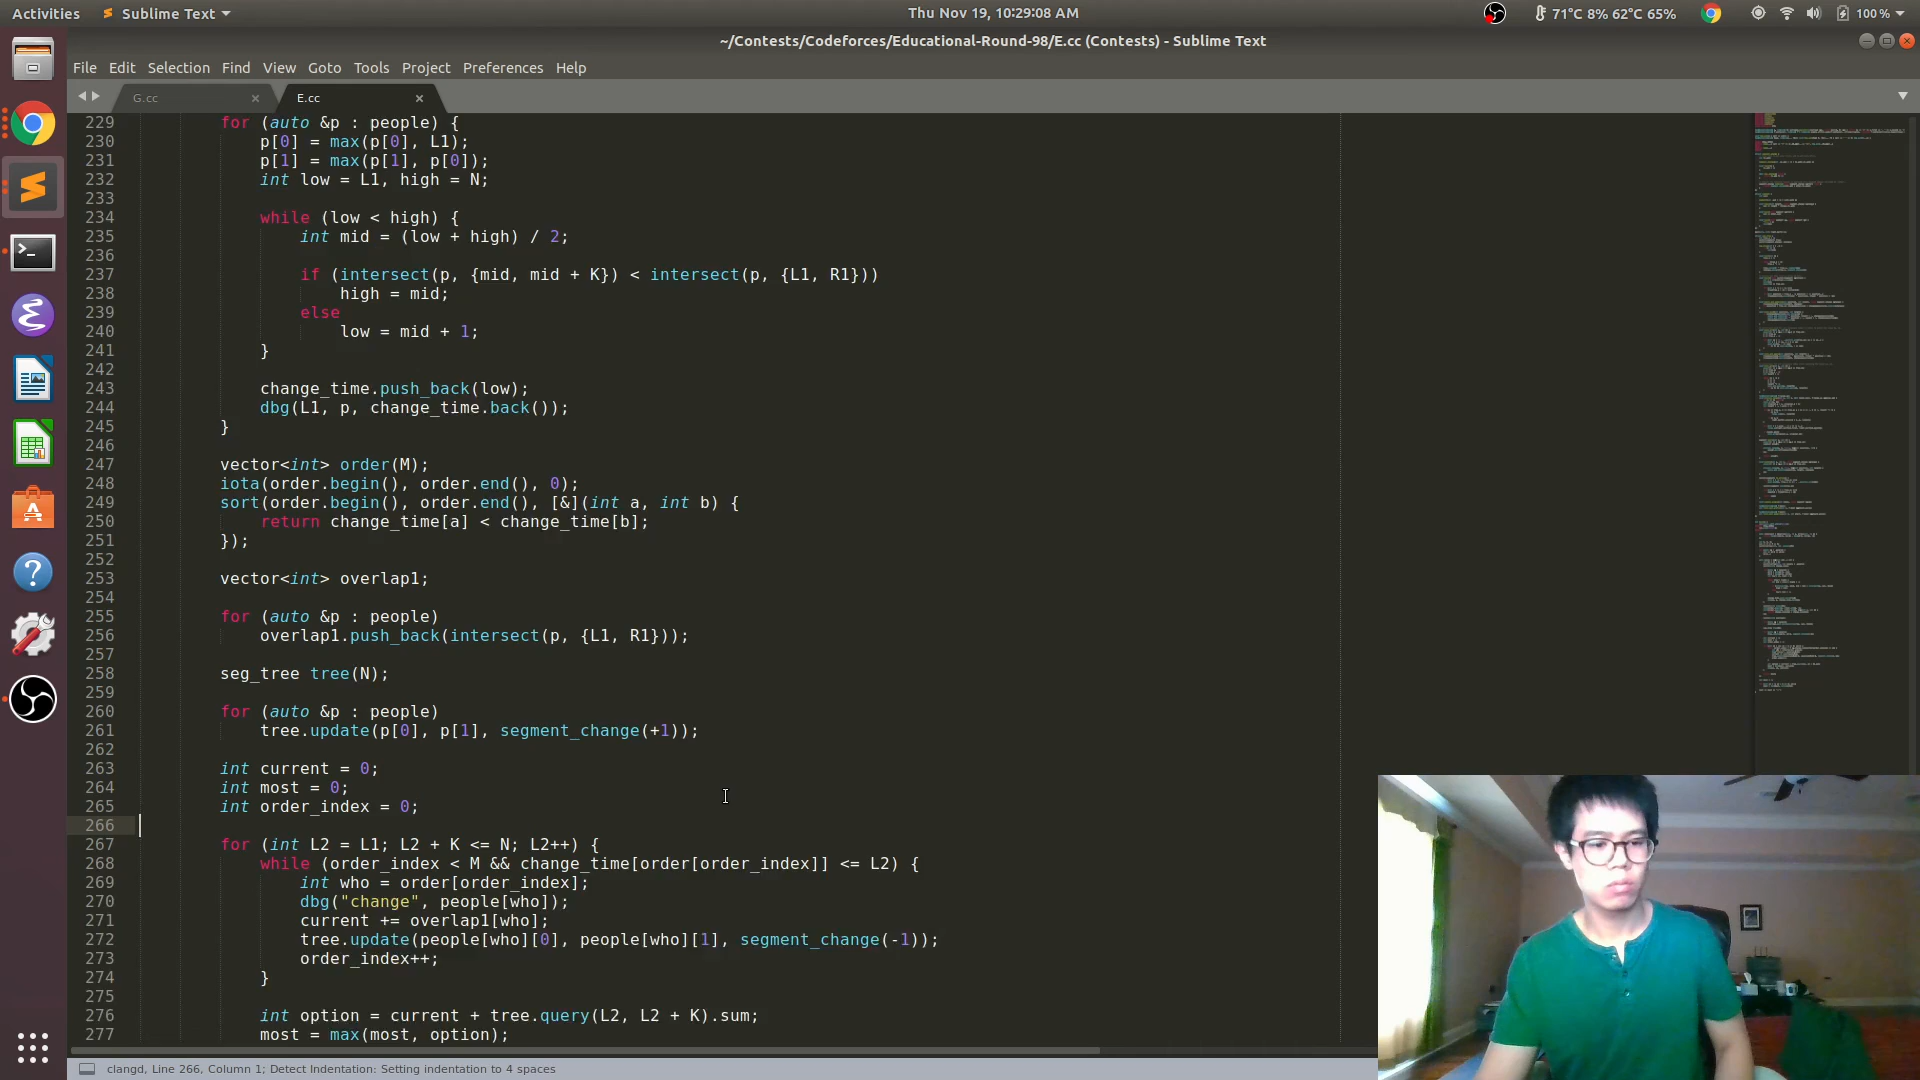 Activities
Sublime Text
Thu Nov 19, 10:29:08 AM
71°C 8% 62°C 65%
100 %
~/Contests/Codeforces/Educational-Round-98/E.cc (Contests) - Sublime Text
File Edit Selection Find View Goto Tools Project Preferences Help
G.cc
E.cc
229 for (auto &p : people) {
230 p[0] = max(p[0], L1);
231 p[1] = max(p[1], p[0]);
232 int low = L1, high = N;
233
234 while (low < high) {
235 int mid = (low + high) / 2;
236
237 if (intersect(p, {mid, mid + K}) < intersect(p, {L1, R1}))
238 high = mid;
239 else
240 low = mid + 1;
241 }
242
243 change_time.push_back(low);
244 dbg(L1, p, change_time.back());
245 }
246
247 vector<int> order(M);
248 iota(order.begin(), order.end(), 0);
249 sort(order.begin(), order.end(), [&](int a, int b) {
250 return change_time[a] < change_time[b];
251 });
252
253 vector<int> overlap1;
254
255 for (auto &p : people)
256 overlap1.push_back(intersect(p, {L1, R1}));
257
258 seg_tree tree(N);
259
260 for (auto &p : people)
261 tree.update(p[0], p[1], segment_change(+1));
262
263 int current = 0;
264 int most = 0;
265 int order_index = 0;
266
267 for (int L2 = L1; L2 + K <= N; L2++) {
268 while (order_index < M && change_time[order[order_index]] <= L2) {
269 int who = order[order_index];
270 dbg("change", people[who]);
271 current += overlap1[who];
272 tree.update(people[who][0], people[who][1], segment_change(-1));
273 order_index++;
274 }
275
276 int option = current + tree.query(L2, L2 + K).sum;
277 most = max(most, option);
clangd, Line 266, Column 1; Detect Indentation: Setting indentation to 4 spaces